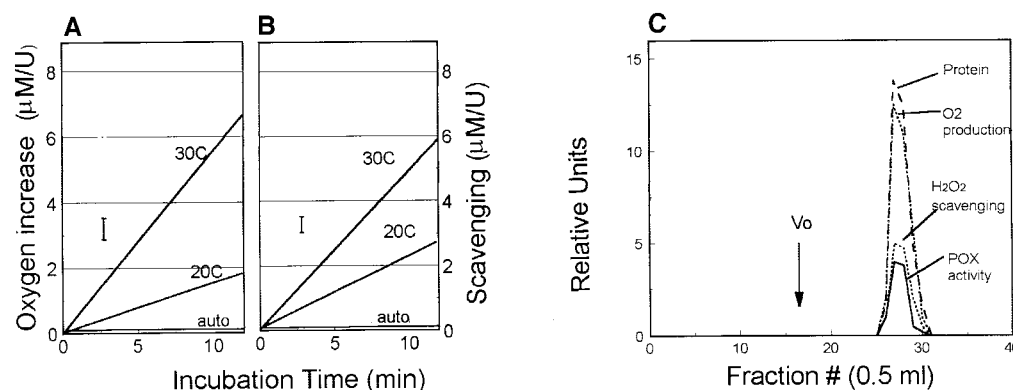 A
Oxygen increase (µM/U)
8
6
4
2
0
30C
20C
auto
0
5
10
B
30C
20C
auto
8
6
4
2
0
Scavenging (µM/U)
0
5
10
Incubation Time (min)
C
Relative Units
15
10
5
0
Vo
Protein
O2
production
H2O2
scavenging
POX
activity
0
10
20
30
40
Fraction # (0.5 ml)